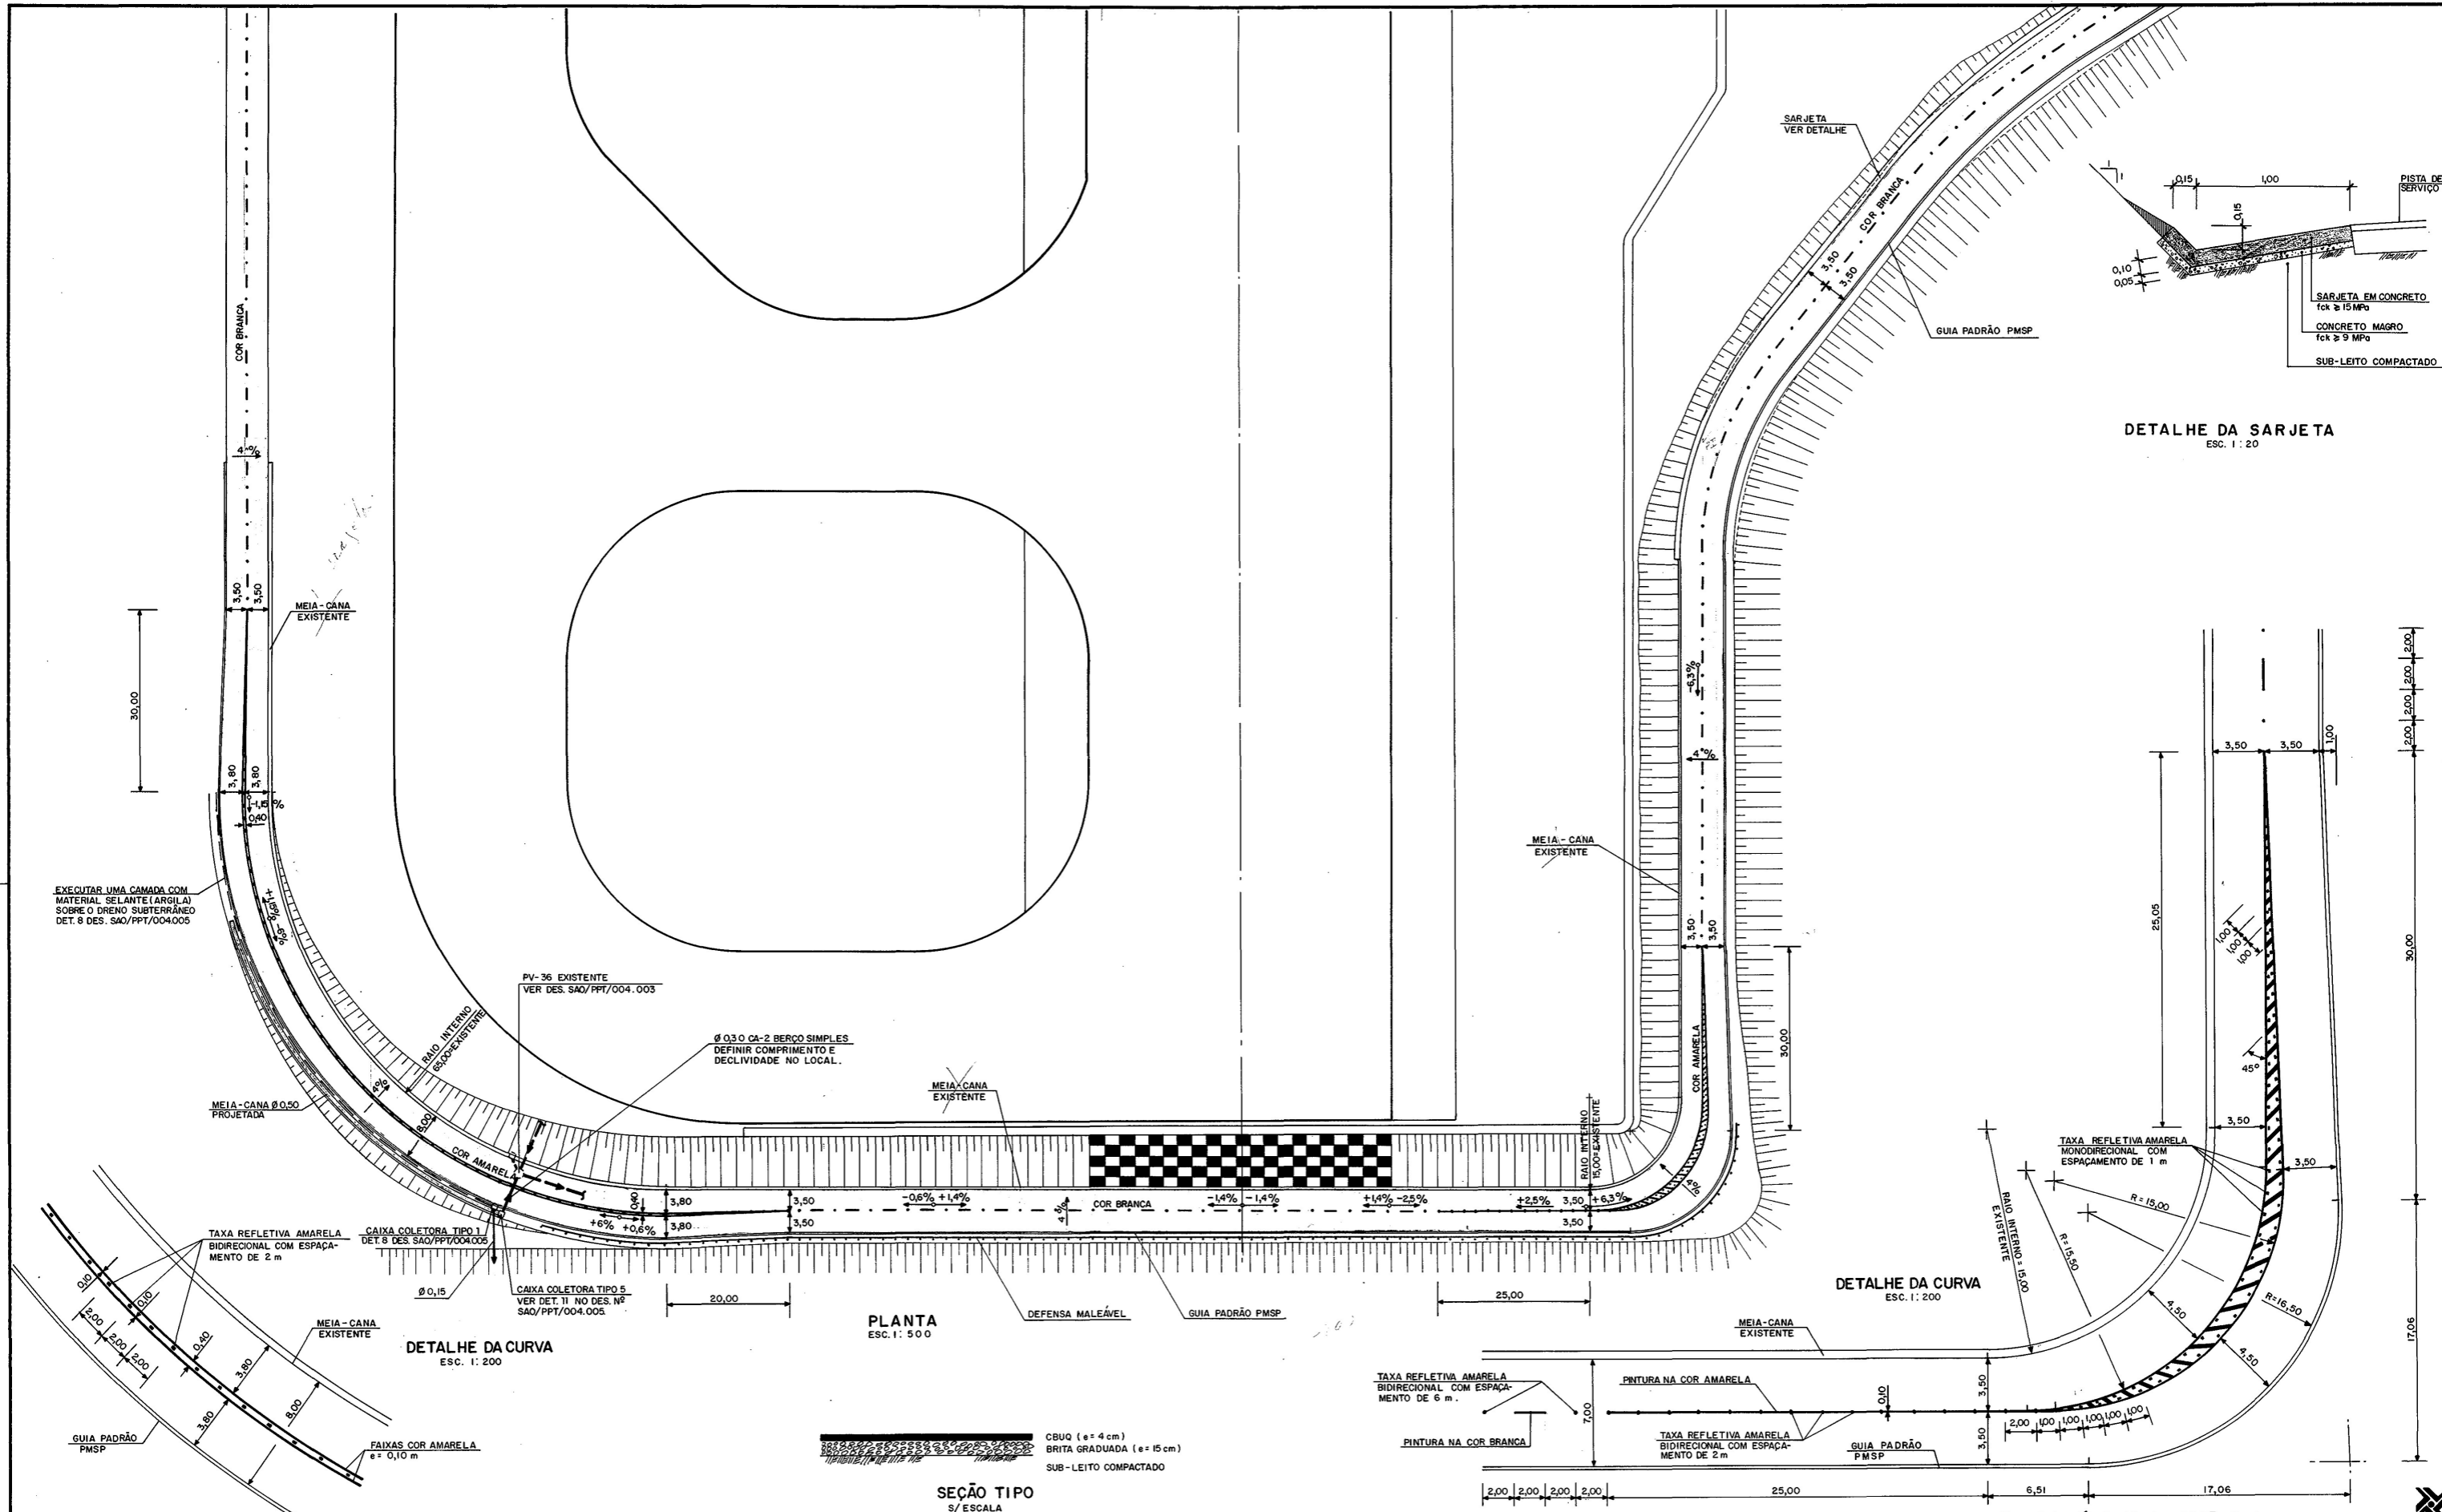 SARJETA
VER DETALHE
COR BRANCA
3,50
3,50
GUIA PADRÃO PMSP
0,15
1,00
0,15
PISTA DE
SERVIÇO
0,10
0,05
SARJETA EM CONCRETO
fck ≥ 15 MPa
CONCRETO MAGRO
fck ≥ 9 MPa
SUB-LEITO COMPACTADO
DETALHE DA SARJETA
ESC. 1:20
COR BRANCA
4%
3,50
3,50
MEIA-CANA
EXISTENTE
30,00
3,80
3,80
-1,15%
0,40
EXECUTAR UMA CAMADA COM
MATERIAL SELANTE (ARGILA)
SOBRE O DRENO SUBTERRÂNEO
DET. 8 DES. SAO/PPT/004.005
+1,15%
-6%
PV-36 EXISTENTE
VER DES. SAO/PPT/004.003
RAIO INTERNO
65,00=EXISTENTE
Ø 0,30 CA-2 BERÇO SIMPLES
DEFINIR COMPRIMENTO E
DECLIVIDADE NO LOCAL.
4%
MEIA-CANA Ø 0,50
PROJETADA
8,00
COR AMARELA
MEIA-CANA
EXISTENTE
0,40
3,80
3,80
+6%
+0,6%
3,50
3,50
-0,6%
+1,4%
4%
COR BRANCA
-1,4%
-1,4%
+1,4%
-2,5%
+2,5%
3,50
3,50
+6,3%
RAIO INTERNO
15,00=EXISTENTE
4%
-6,3%
4%
MEIA-CANA
EXISTENTE
3,50
3,50
COR AMARELA
30,00
CAIXA COLETORA TIPO 1
DET. 8 DES. SAO/PPT/004.005
Ø 0,15
CAIXA COLETORA TIPO 5
VER DET. 11 NO DES. Nº
SAO/PPT/004.005.
20,00
PLANTA
ESC. 1:500
DEFENSA MALEÁVEL
GUIA PADRÃO PMSP
25,00
TAXA REFLETIVA AMARELA
BIDIRECIONAL COM ESPAÇA-
MENTO DE 2 m
0,10
0,10
2,00
2,00
2,00
0,40
3,80
3,80
8,00
MEIA-CANA
EXISTENTE
DETALHE DA CURVA
ESC. 1:200
GUIA PADRÃO
PMSP
FAIXAS COR AMARELA
e= 0,10 m
CBUQ (e= 4 cm)
BRITA GRADUADA (e= 15 cm)
SUB-LEITO COMPACTADO
SEÇÃO TIPO
S/ ESCALA
2,00
2,00
2,00
2,00
3,50
3,50
1,00
25,05
1,00
1,00
1,00
30,00
45°
3,50
TAXA REFLETIVA AMARELA
MONODIRECIONAL COM
ESPAÇAMENTO DE 1 m
3,50
R=15,00
R=15,50
RAIO INTERNO = 15,00
EXISTENTE
DETALHE DA CURVA
ESC. 1:200
4,50
R=16,50
4,50
17,06
MEIA-CANA
EXISTENTE
TAXA REFLETIVA AMARELA
BIDIRECIONAL COM ESPAÇA-
MENTO DE 6 m.
PINTURA NA COR AMARELA
0,10
3,50
7,00
3,50
2,00
1,00
1,00
1,00
1,00
1,00
PINTURA NA COR BRANCA
TAXA REFLETIVA AMARELA
BIDIRECIONAL COM ESPAÇA-
MENTO DE 2 m
GUIA PADRÃO
PMSP
2,00
2,00
2,00
2,00
25,00
6,51
17,06